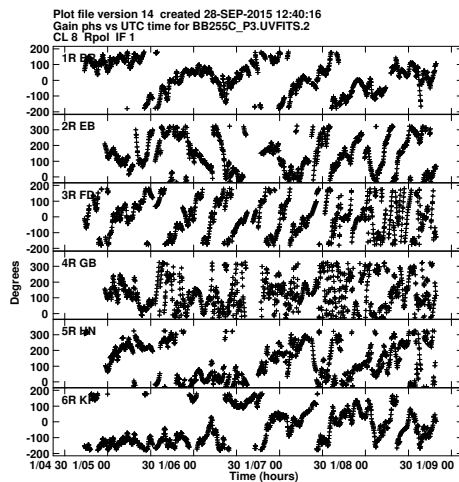 Plot file version 14 created 28-SEP-2015 12:40:16
Gain phs vs UTC time for BB255C_P3.UVFITS.2
CL 8 Rpol IF 1
200
1R BR
100
0
-100
-200
300
2R EB
200
100
0
200
3R FD
100
0
-100
-200
300
4R GB
200
100
0
300
5R HN
200
100
0
200
100
6R KP
0
-100
-200
Degrees
1/04 30 1/05 00 30 1/06 00 30 1/07 00 30 1/08 00 30 1/09 00
Time (hours)